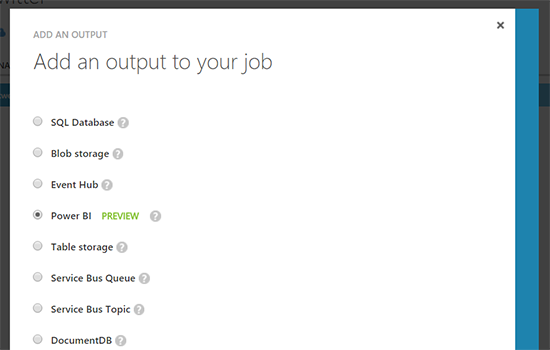 ADD AN OUTPUT
Add an output to your job
SQL Database ?
Blob storage ?
Event Hub ?
Power BI PREVIEW ?
Table storage ?
Service Bus Queue ?
Service Bus Topic ?
DocumentDB ?